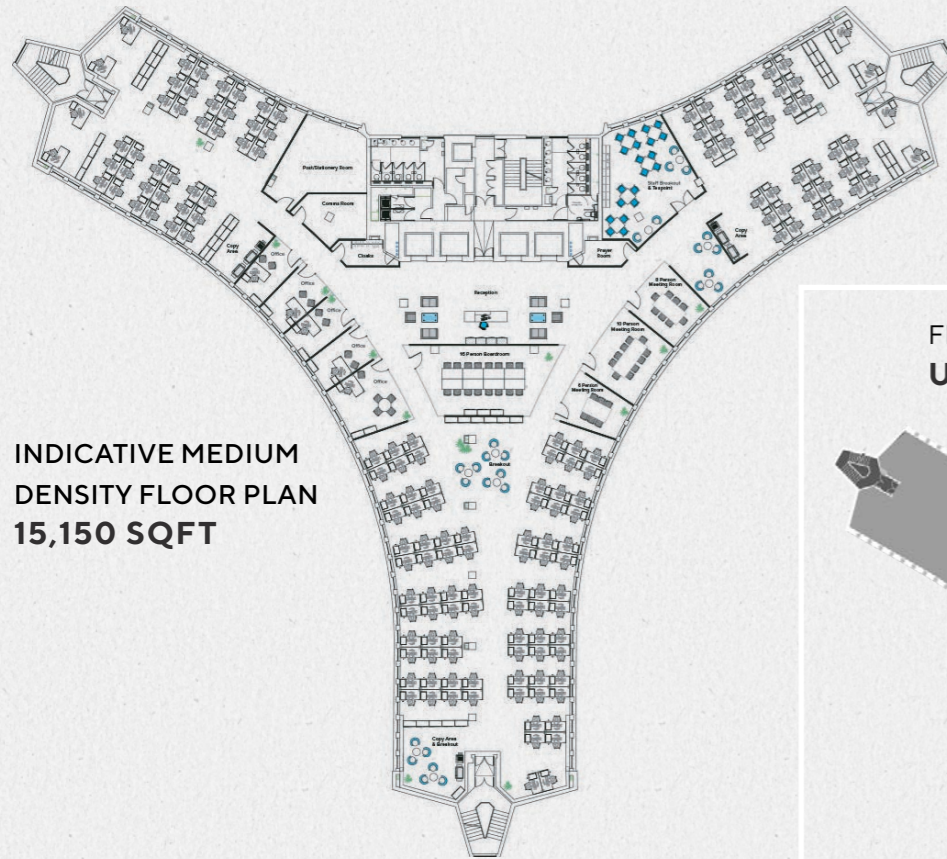 Post/Stationery Room
Comms Room
Cloaks
Staff Breakout
& Teapoint
Prayer
Room
Copy
Area
Copy
Area
Office
Office
Office
Office
Office
Reception
16 Person Boardroom
8 Person
Meeting Room
10 Person
Meeting Room
Meeting Room
Breakout
INDICATIVE MEDIUM
DENSITY FLOOR PLAN
15,150 SQFT
Copy Area
& Breakout